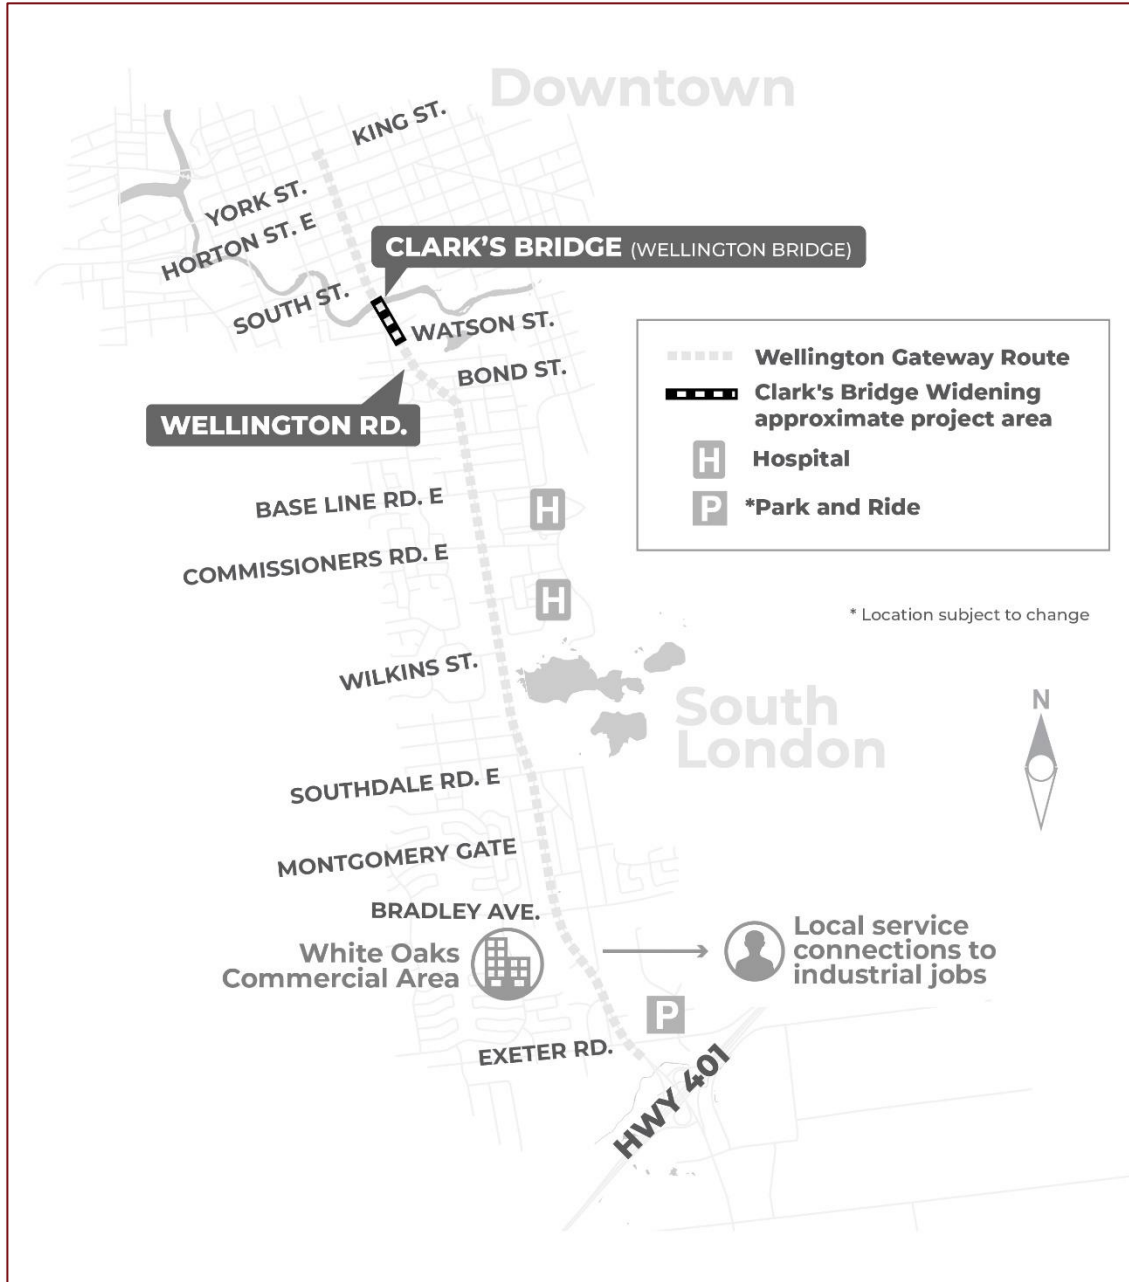 Downtown
KING ST.
YORK ST.
HORTON ST. E
CLARK'S BRIDGE (WELLINGTON BRIDGE)
SOUTH ST.
WATSON ST.
BOND ST.
WELLINGTON RD.
Wellington Gateway Route
Clark's Bridge Widening
approximate project area
H Hospital
P *Park and Ride
BASE LINE RD. E
H
COMMISSIONERS RD. E
H
* Location subject to change
WILKINS ST.
South
London
N
SOUTHDALE RD. E
MONTGOMERY GATE
BRADLEY AVE.
White Oaks
Commercial Area
Local service
connections to
industrial jobs
P
EXETER RD.
HWY 401